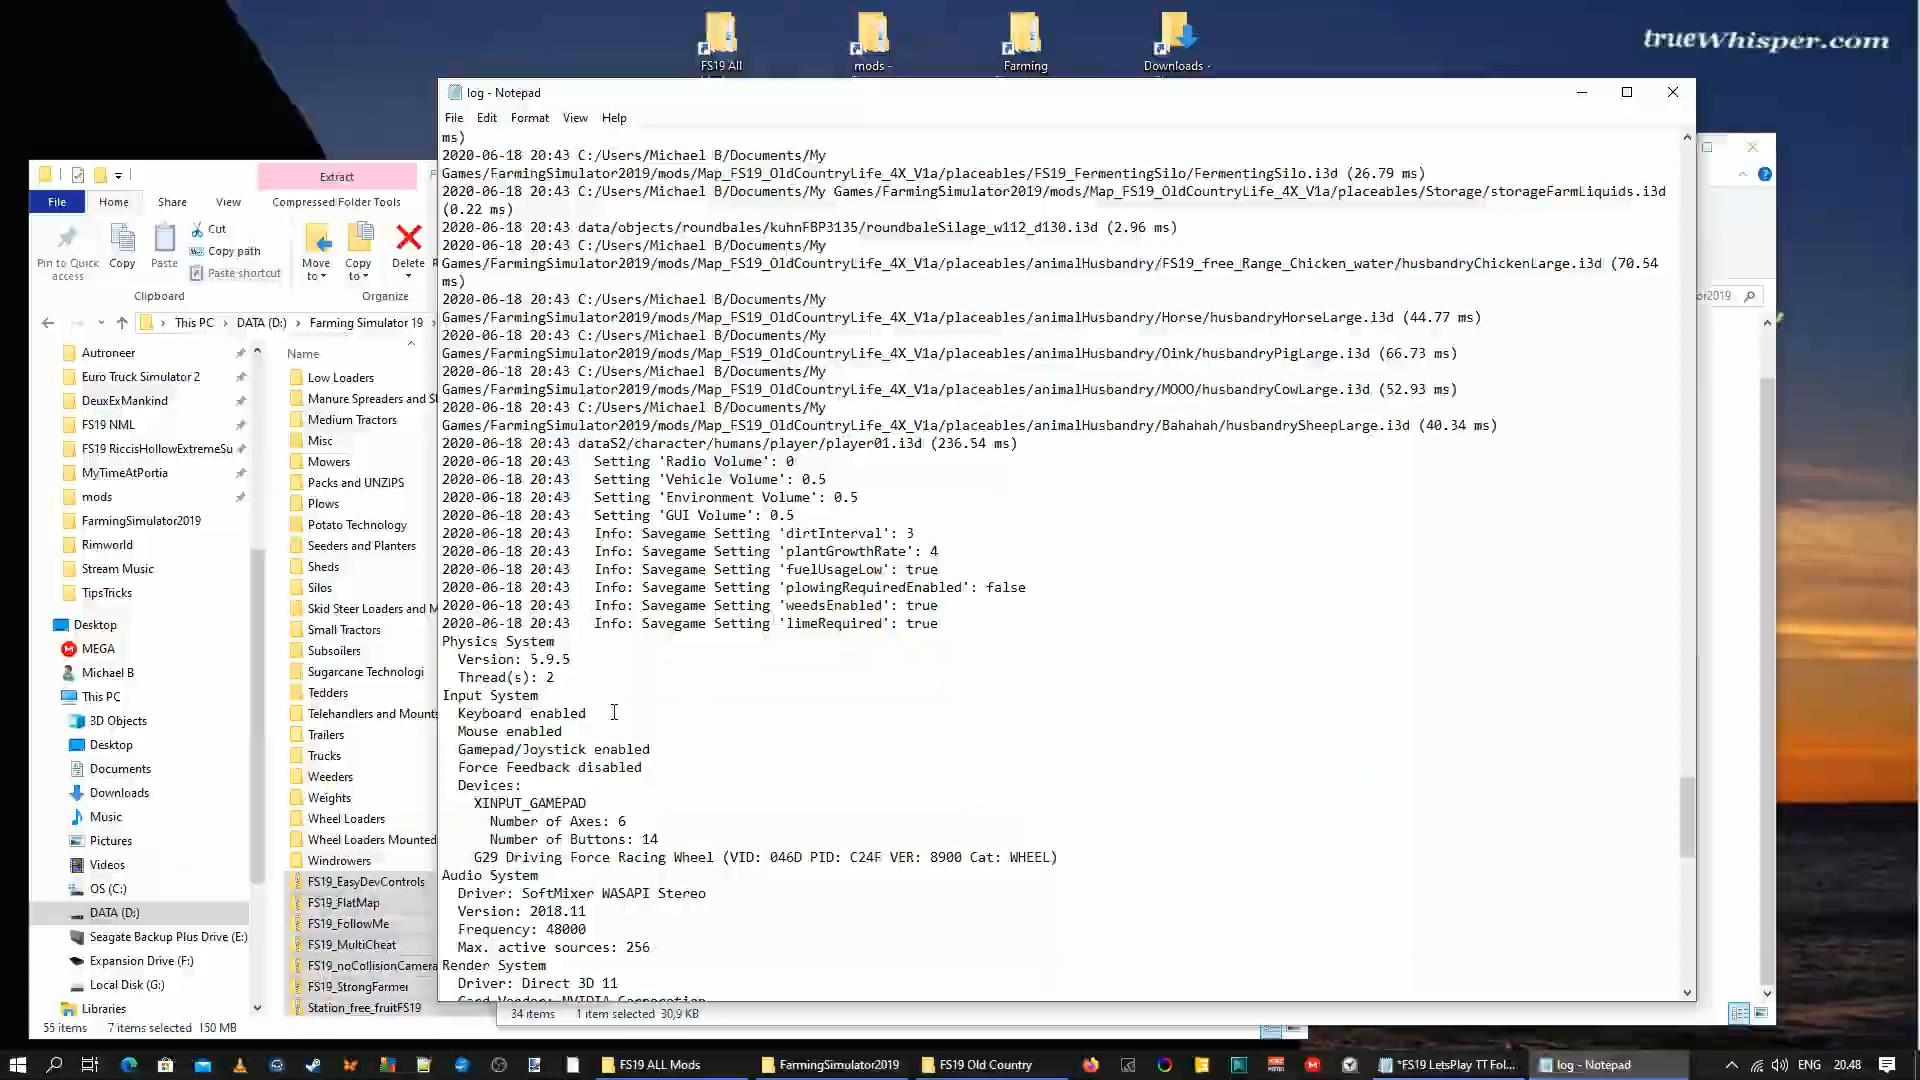 trueWhisper.com
FS19 All
mods -
Farming
Downloads -
log - Notepad
File Edit Format View Help
ms)
2020-06-18 20:43 C:/Users/Michael B/Documents/My
Games/FarmingSimulator2019/mods/Map_FS19_OldCountryLife_4X_V1a/placeables/FS19_FermentingSilo/FermentingSilo.i3d (26.79 ms)
2020-06-18 20:43 C:/Users/Michael B/Documents/My Games/FarmingSimulator2019/mods/Map_FS19_OldCountryLife_4X_V1a/placeables/Storage/storageFarmLiquids.i3d
(0.22 ms)
2020-06-18 20:43 data/objects/roundbales/kuhnFBP3135/roundbaleSilage_w112_d130.i3d (2.96 ms)
2020-06-18 20:43 C:/Users/Michael B/Documents/My
Games/FarmingSimulator2019/mods/Map_FS19_OldCountryLife_4X_V1a/placeables/animalHusbandry/FS19_free_Range_Chicken_water/husbandryChickenLarge.i3d (70.54
ms)
2020-06-18 20:43 C:/Users/Michael B/Documents/My
Games/FarmingSimulator2019/mods/Map_FS19_OldCountryLife_4X_V1a/placeables/animalHusbandry/Horse/husbandryHorseLarge.i3d (44.77 ms)
2020-06-18 20:43 C:/Users/Michael B/Documents/My
Games/FarmingSimulator2019/mods/Map_FS19_OldCountryLife_4X_V1a/placeables/animalHusbandry/Oink/husbandryPigLarge.i3d (66.73 ms)
2020-06-18 20:43 C:/Users/Michael B/Documents/My
Games/FarmingSimulator2019/mods/Map_FS19_OldCountryLife_4X_V1a/placeables/animalHusbandry/MOOO/husbandryCowLarge.i3d (52.93 ms)
2020-06-18 20:43 C:/Users/Michael B/Documents/My
Games/FarmingSimulator2019/mods/Map_FS19_OldCountryLife_4X_V1a/placeables/animalHusbandry/Bahahah/husbandrySheepLarge.i3d (40.34 ms)
2020-06-18 20:43 dataS2/character/humans/player/player01.i3d (236.54 ms)
2020-06-18 20:43 Setting 'Radio Volume': 0
2020-06-18 20:43 Setting 'Vehicle Volume': 0.5
2020-06-18 20:43 Setting 'Environment Volume': 0.5
2020-06-18 20:43 Setting 'GUI Volume': 0.5
2020-06-18 20:43 Info: Savegame Setting 'dirtInterval': 3
2020-06-18 20:43 Info: Savegame Setting 'plantGrowthRate': 4
2020-06-18 20:43 Info: Savegame Setting 'fuelUsageLow': true
2020-06-18 20:43 Info: Savegame Setting 'plowingRequiredEnabled': false
2020-06-18 20:43 Info: Savegame Setting 'weedsEnabled': true
2020-06-18 20:43 Info: Savegame Setting 'limeRequired': true
Physics System
Version: 5.9.5
Thread(s): 2
Input System
Keyboard enabled
Mouse enabled
Gamepad/Joystick enabled
Force Feedback disabled
Devices:
XINPUT_GAMEPAD
Number of Axes: 6
Number of Buttons: 14
G29 Driving Force Racing Wheel (VID: 046D PID: C24F VER: 8900 Cat: WHEEL)
Audio System
Driver: SoftMixer WASAPI Stereo
Version: 2018.11
Frequency: 48000
Max. active sources: 256
Render System
Driver: Direct 3D 11
Card Vendor: NVIDIA Corporation
Extract
File Home Share View Compressed Folder Tools
Pin to Quick access
Copy
Paste
Cut
Copy path
Paste shortcut
Move to
Copy to
Delete
Clipboard
Organize
This PC > DATA (D:) > Farming Simulator 19
Autroneer
Euro Truck Simulator 2
DeuxExMankind
FS19 NML
FS19 RiccisHollowExtremeSu
MyTimeAtPortia
mods
FarmingSimulator2019
Rimworld
Stream Music
TipsTricks
Desktop
MEGA
Michael B
This PC
3D Objects
Desktop
Documents
Downloads
Music
Pictures
Videos
OS (C:)
DATA (D:)
Seagate Backup Plus Drive (E:)
Expansion Drive (F:)
Local Disk (G:)
Libraries
55 items 7 items selected 150 MB
Name
Low Loaders
Manure Spreaders and Sl
Medium Tractors
Misc
Mowers
Packs and UNZIPS
Plows
Potato Technology
Seeders and Planters
Sheds
Silos
Skid Steer Loaders and M
Small Tractors
Subsoilers
Sugarcane Technologi
Tedders
Telehandlers and Mounts
Trailers
Trucks
Weeders
Weights
Wheel Loaders
Wheel Loaders Mounted
Windrowers
FS19_EasyDevControls
FS19_FlatMap
FS19_FollowMe
FS19_MultiCheat
FS19_noCollisionCamera
FS19_StrongFarmer
Station_free_fruitFS19
or2019
34 items 1 item selected 30,9 KB
FS19 ALL Mods
FarmingSimulator2019
FS19 Old Country
*FS19 LetsPlay TT Fol...
log - Notepad
ENG
20.48